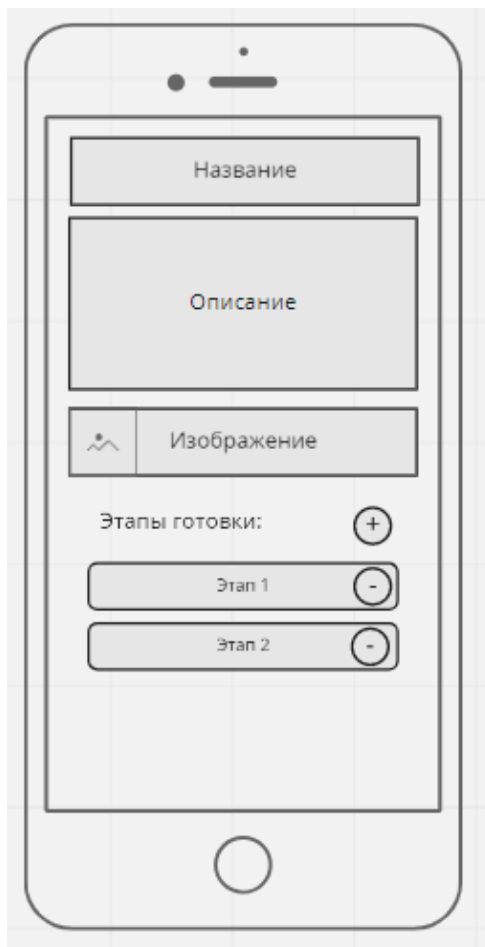 Название
Описание
Изображение
Этапы готовки:
+
Этап 1
-
Этап 2
-